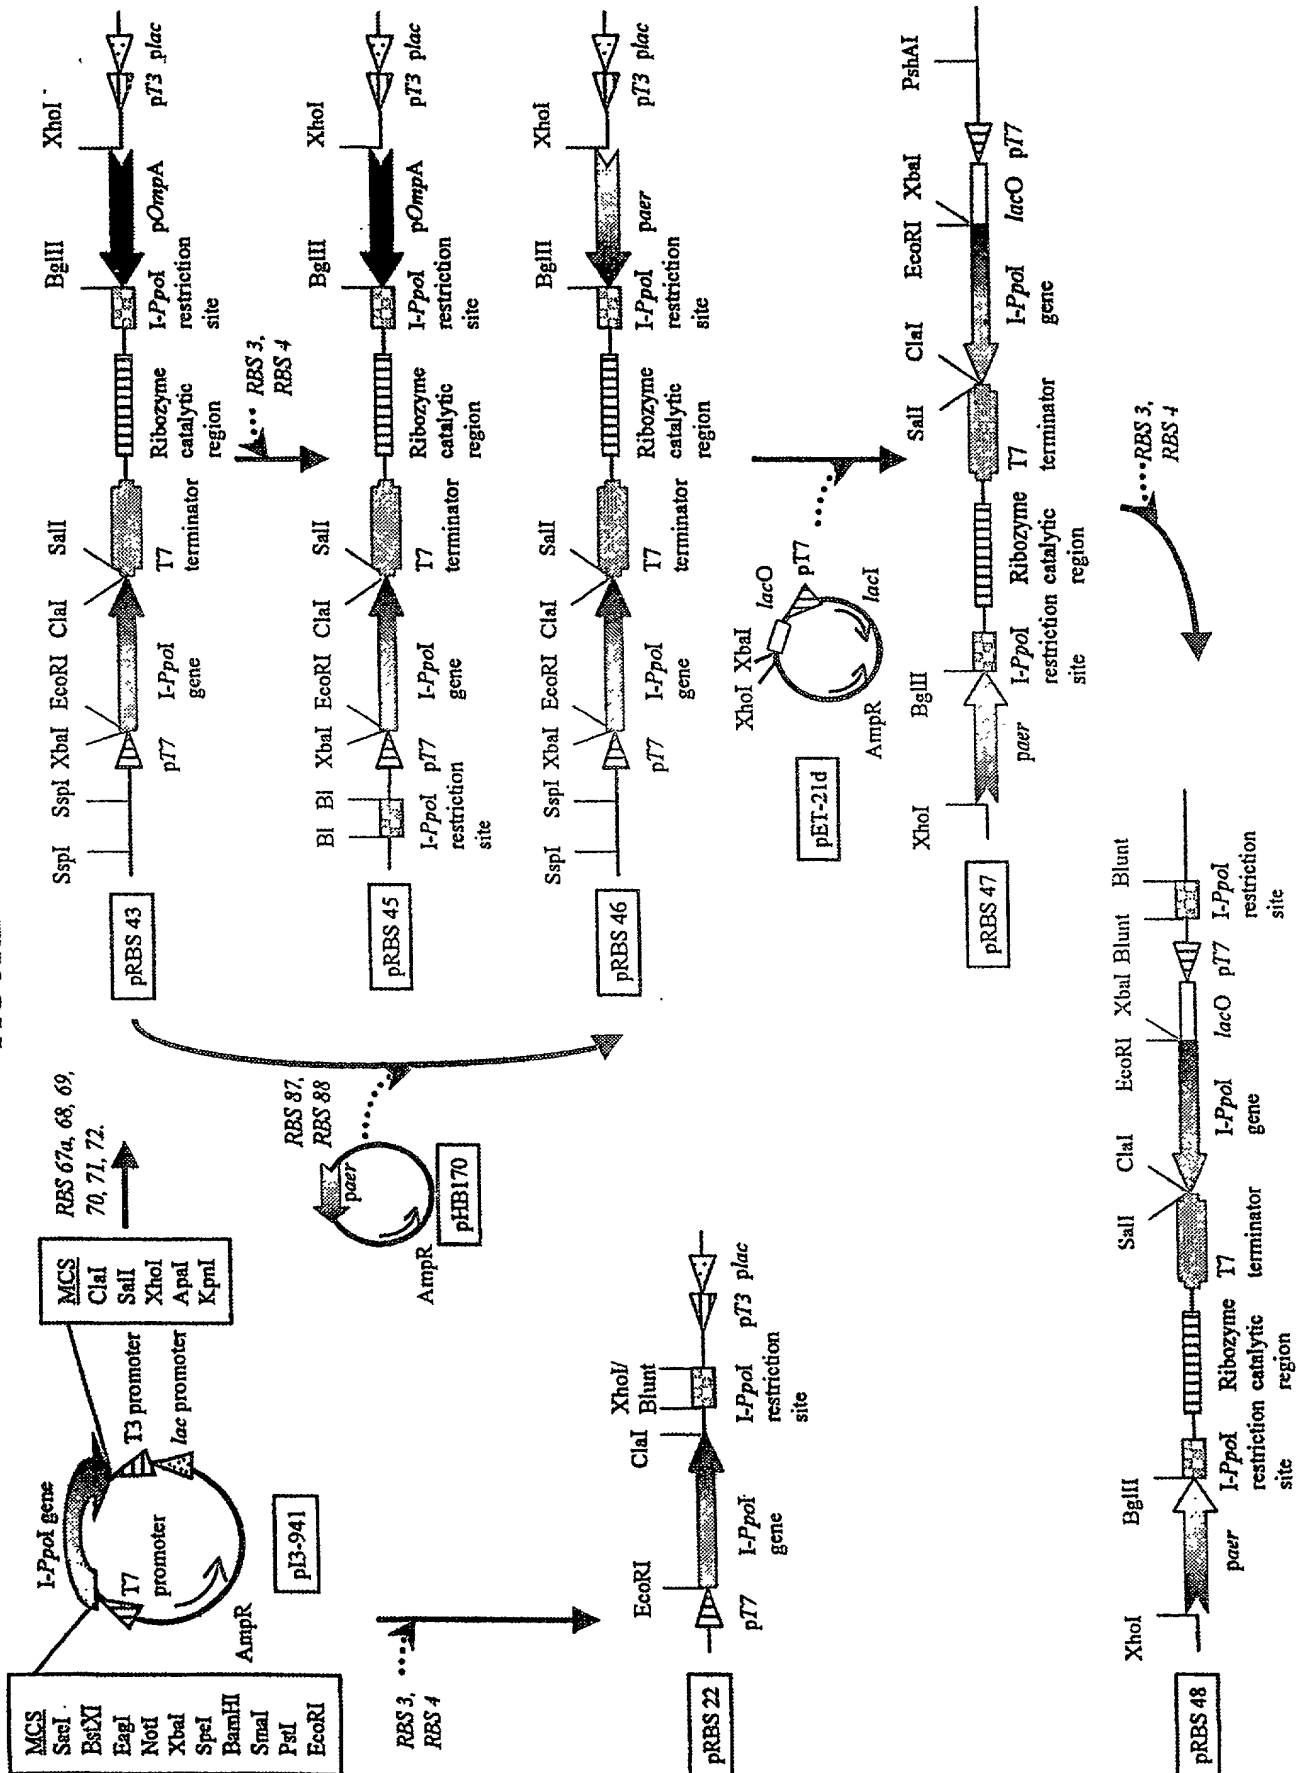 MCS
SacI
BstXI
EagI
NotI
XbaI
SpeI
BamHI
SmaI
PstI
EcoRI
I-PpoI gene
T7
promoter
AmpR
T3 promoter
lac promoter
MCS
ClaI
SalI
XhoI
ApaI
KpnI
pI3-941
RBS 67a, 68, 69,
70, 71, 72.
RBS 3,
RBS 4
paer
AmpR
pHB170
RBS 87,
RBS 88
pRBS 22
EcoRI
ClaI
XhoI/
Blunt
pT7
I-PpoI
gene
I-PpoI
restriction
site
pT3
plac
pRBS 43
SspI
SspI
XbaI
EcoRI
ClaI
SalI
BglII
XhoI
pT7
I-PpoI
gene
T7
terminator
Ribozyme
catalytic
region
I-PpoI
restriction
site
pOmpA
pT3
plac
RBS 3,
RBS 4
pRBS 45
Bl
Bl
XbaI
EcoRI
ClaI
SalI
BglII
XhoI
I-PpoI
restriction
site
pT7
I-PpoI
gene
T7
terminator
Ribozyme
catalytic
region
I-PpoI
restriction
site
pOmpA
pT3
plac
pRBS 46
SspI
SspI
XbaI
EcoRI
ClaI
SalI
BglII
XhoI
pT7
I-PpoI
gene
T7
terminator
Ribozyme
catalytic
region
I-PpoI
restriction
site
paer
pT3
plac
pET-21d
XhoI
XbaI
lacO
pT7
lacI
AmpR
pRBS 47
XhoI
BglII
SalI
ClaI
EcoRI
XbaI
PshAI
paer
I-PpoI
restriction
site
Ribozyme
catalytic
region
T7
terminator
I-PpoI
gene
lacO
pT7
RBS 3,
RBS 4
pRBS 48
XhoI
BglII
SalI
ClaI
EcoRI
XbaI
Blunt
Blunt
paer
I-PpoI
restriction
site
Ribozyme
catalytic
region
T7
terminator
I-PpoI
gene
lacO
pT7
I-PpoI
restriction
site